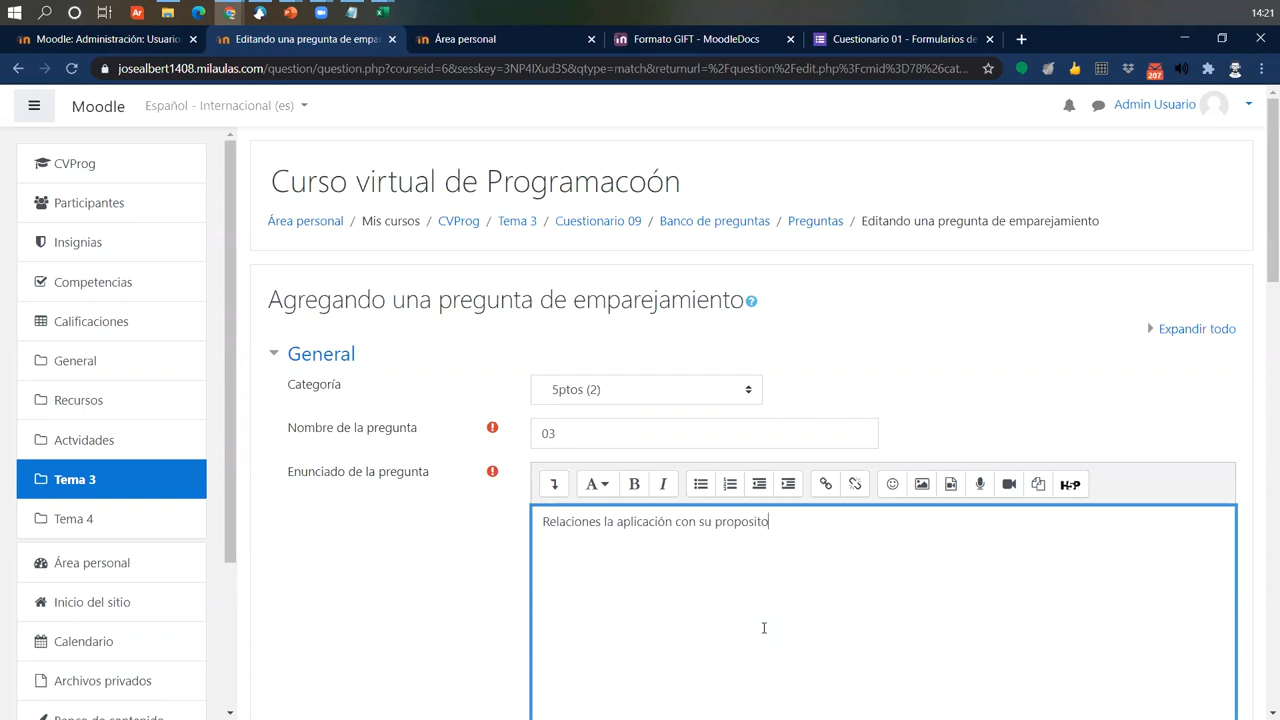 14:21
Moodle: Administración: Usuario
Editando una pregunta de empar
Área personal
Formato GIFT - MoodleDocs
Cuestionario 01 - Formularios de
josealbert1408.milaulas.com/question/question.php?courseid=6&sesskey=3NP4IXud3S&qtype=match&returnurl=%2Fquestion%2Fedit.php%3Fcmid%3D78%26cat...
207
Moodle
Español - Internacional (es)
Admin Usuario
CVProg
Participantes
Insignias
Competencias
Calificaciones
General
Recursos
Actvidades
Tema 3
Tema 4
Área personal
Inicio del sitio
Calendario
Archivos privados
Banco de contenido
Curso virtual de Programacoón
Área personal / Mis cursos / CVProg / Tema 3 / Cuestionario 09 / Banco de preguntas / Preguntas / Editando una pregunta de emparejamiento
Agregando una pregunta de emparejamiento
Expandir todo
General
Categoría
5ptos (2)
Nombre de la pregunta
03
Enunciado de la pregunta
A B I H-P
Relaciones la aplicación con su proposito